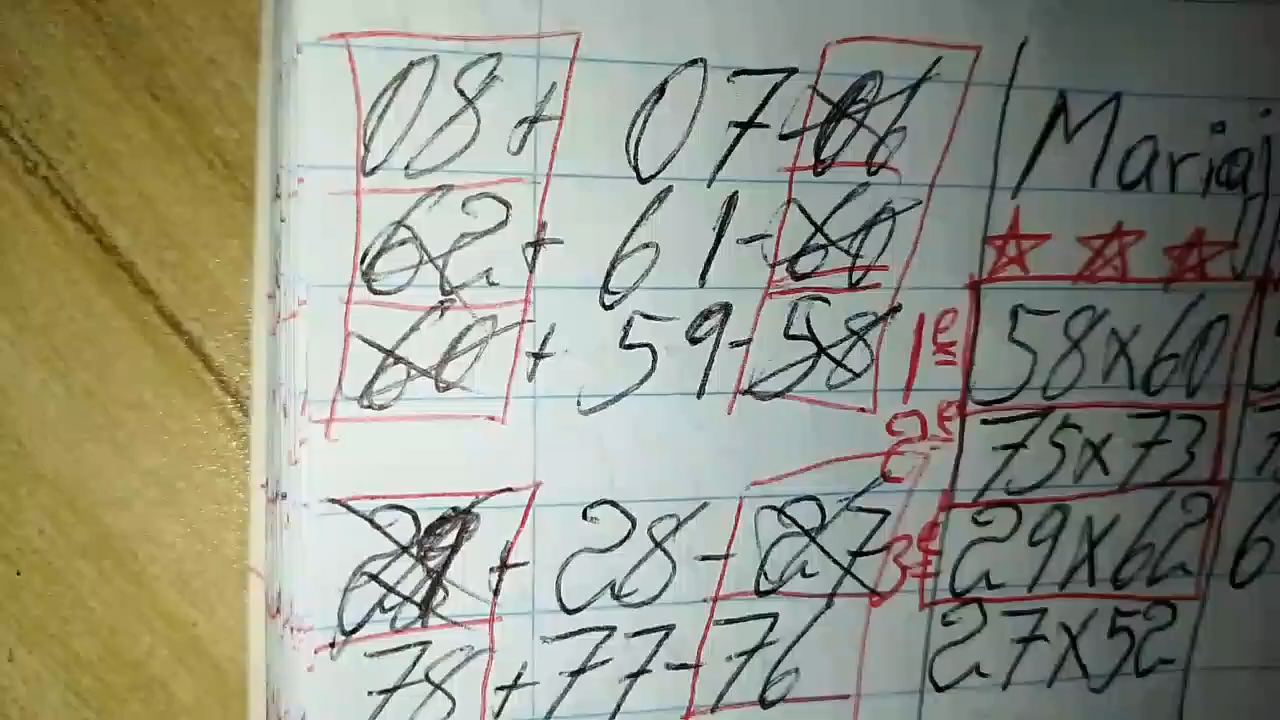 08+ 07-06
62+ 61-60
60+ 59-58
29+ 28-27
78+77-76
Mariaj
1e 58x60
2e 75x73
3e 29x62 6
27x52